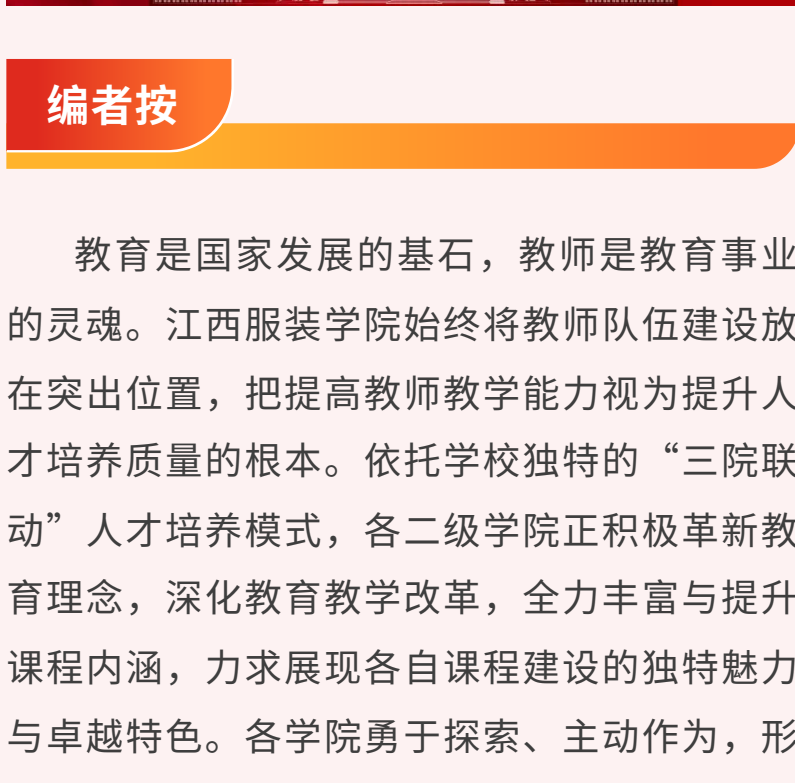 编者按
教育是国家发展的基石，教师是教育事业
的灵魂。江西服装学院始终将教师队伍建设放
在突出位置，把提高教师教学能力视为提升人
才培养质量的根本。依托学校独特的“三院联
动”人才培养模式，各二级学院正积极革新教
育理念，深化教育教学改革，全力丰富与提升
课程内涵，力求展现各自课程建设的独特魅力
与卓越特色。各学院勇于探索、主动作为，形